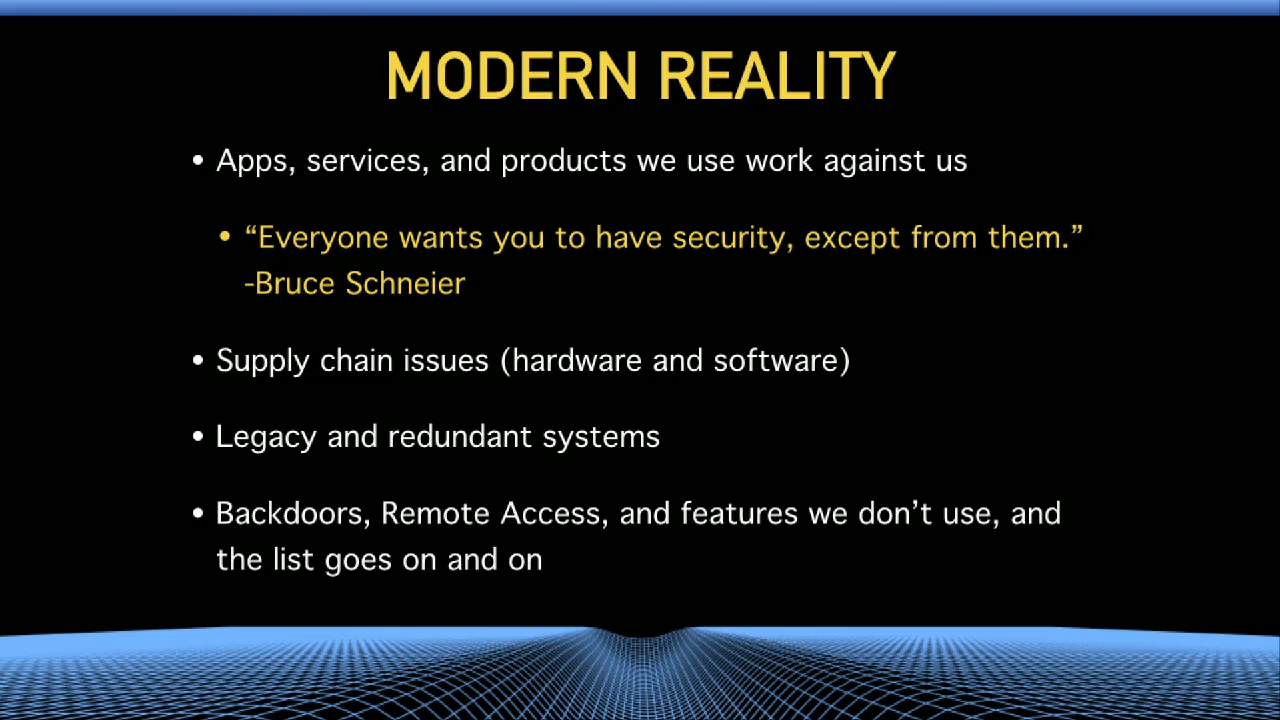 MODERN REALITY
• Apps, services, and products we use work against us
• “Everyone wants you to have security, except from them.”
-Bruce Schneier
• Supply chain issues (hardware and software)
• Legacy and redundant systems
• Backdoors, Remote Access, and features we don’t use, and
the list goes on and on